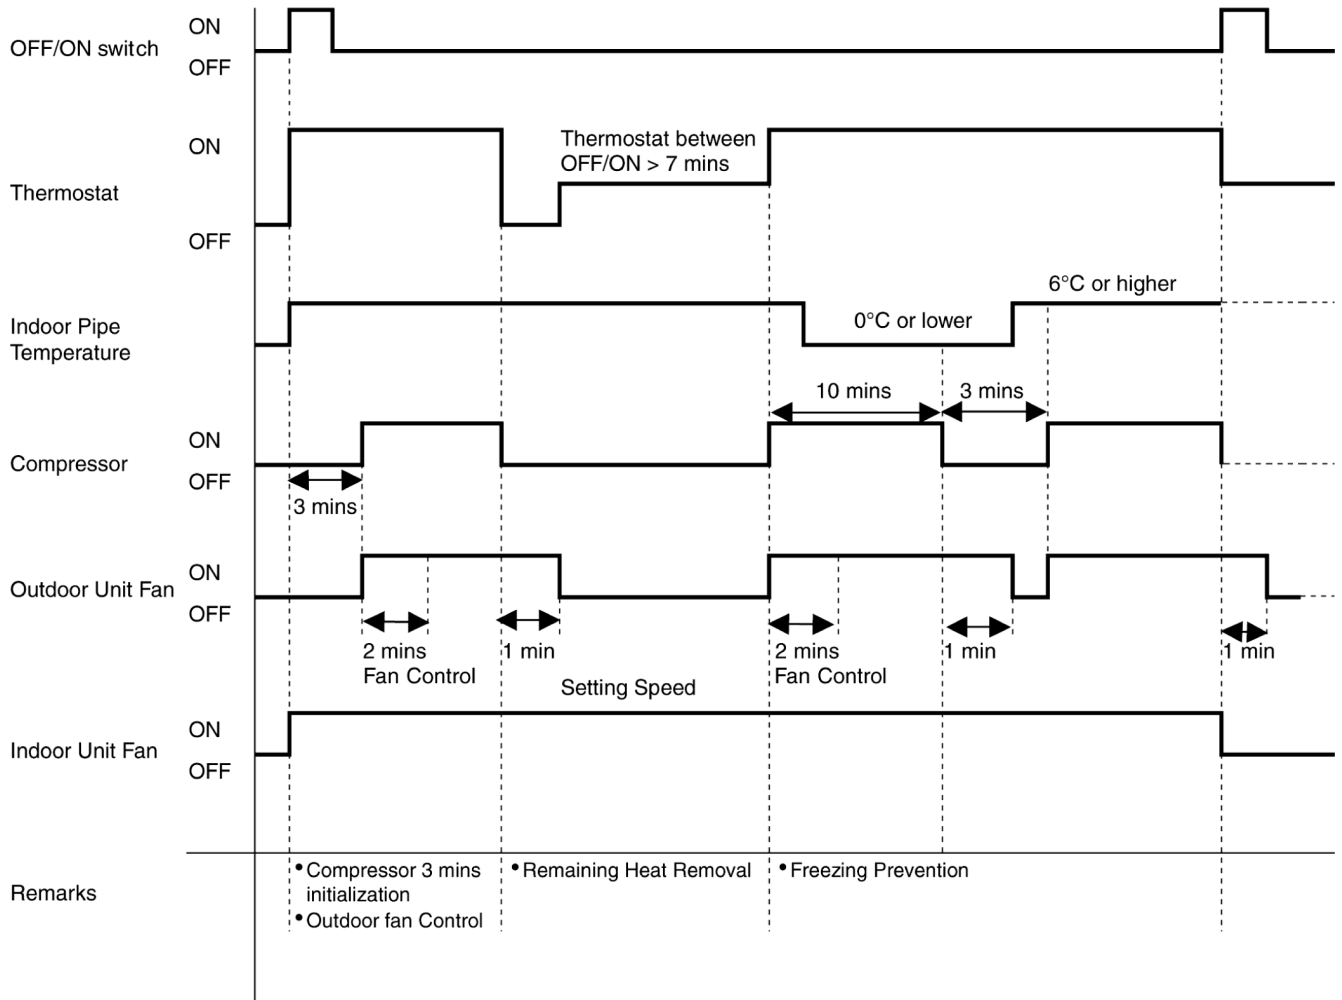 ON
OFF/ON switch
OFF
Thermostat between
ON
OFF/ON > 7 mins
Thermostat
OFF
6°C or higher
0°C or lower
Indoor Pipe
Temperature
10 mins
3 mins
ON
Compressor
OFF
3 mins
ON
Outdoor Unit Fan
OFF
2 mins
Fan Control
1 min
2 mins
Fan Control
1 min
1 min
Setting Speed
ON
Indoor Unit Fan
OFF
Remarks
• Compressor 3 mins
initialization
• Outdoor fan Control
• Remaining Heat Removal
• Freezing Prevention